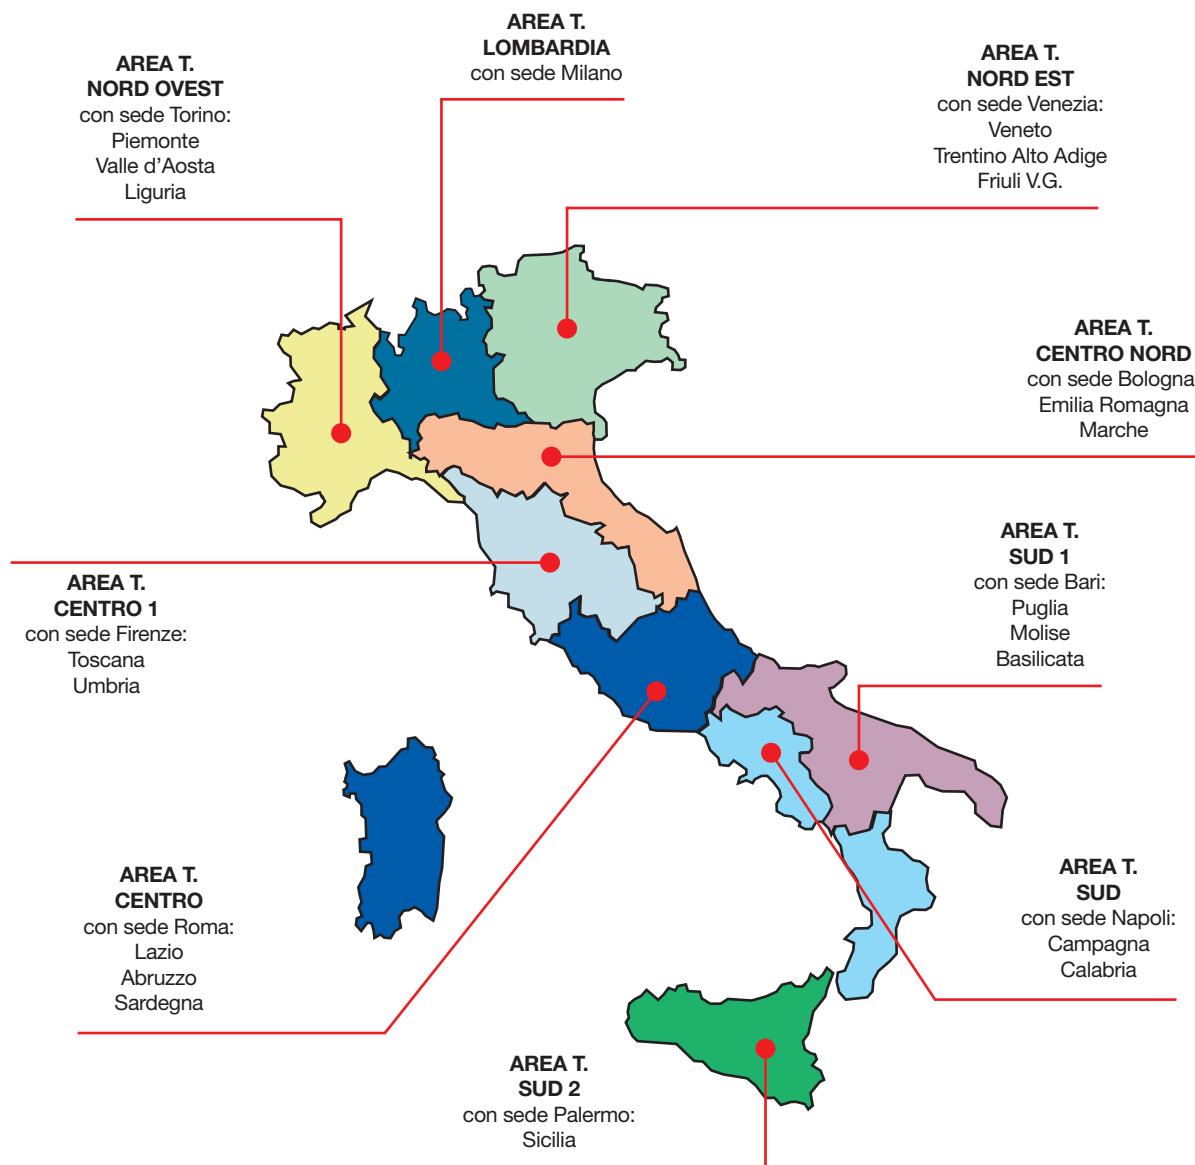 AREA T.
LOMBARDIA
con sede Milano
AREA T.
NORD OVEST
con sede Torino:
Piemonte
Valle d’Aosta
Liguria
AREA T.
NORD EST
con sede Venezia:
Veneto
Trentino Alto Adige
Friuli V.G.
AREA T.
CENTRO NORD
con sede Bologna
Emilia Romagna
Marche
AREA T.
SUD 1
con sede Bari:
Puglia
Molise
Basilicata
AREA T.
CENTRO 1
con sede Firenze:
Toscana
Umbria
AREA T.
CENTRO
con sede Roma:
Lazio
Abruzzo
Sardegna
AREA T.
SUD
con sede Napoli:
Campagna
Calabria
AREA T.
SUD 2
con sede Palermo:
Sicilia